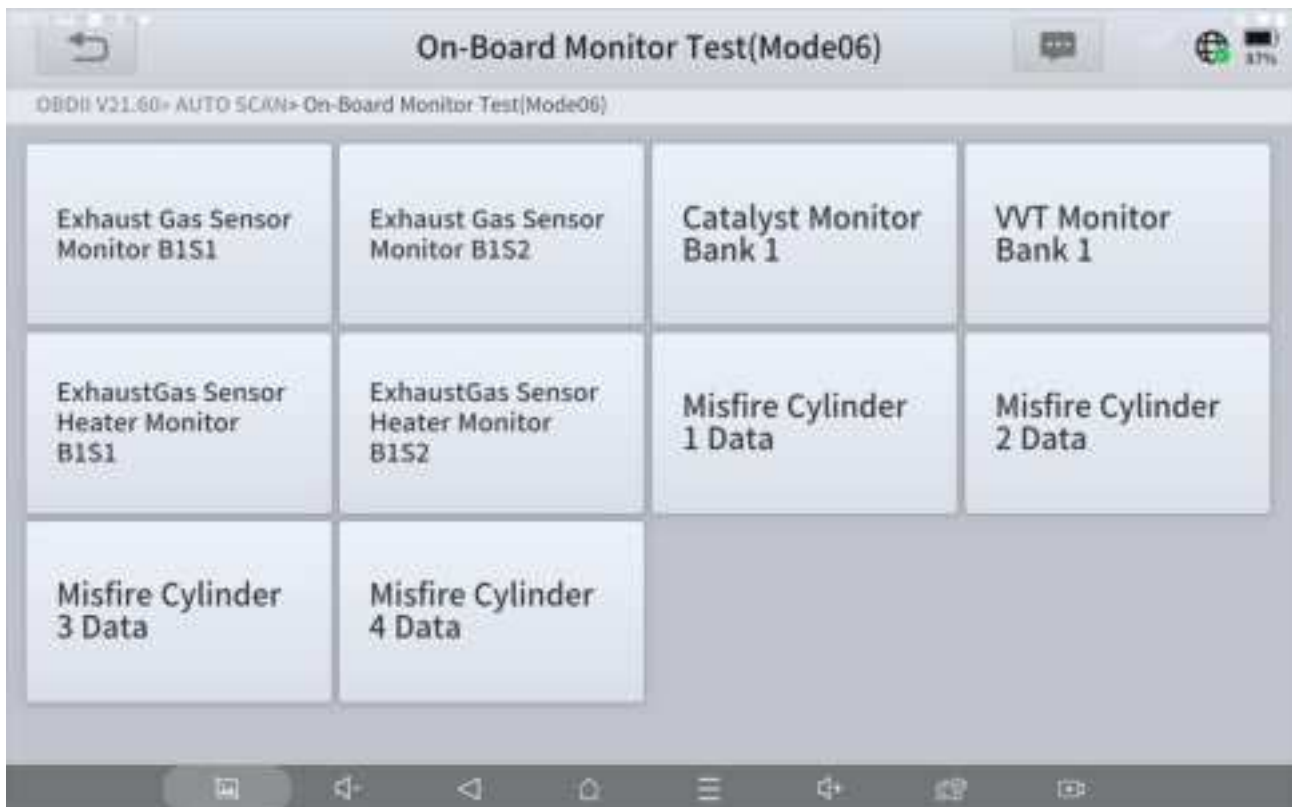 On-Board Monitor Test(Mode06)
87%
OBDII V21.60> AUTO SCAN> On-Board Monitor Test(Mode06)
Exhaust Gas Sensor
Monitor B1S1
Exhaust Gas Sensor
Monitor B1S2
Catalyst Monitor
Bank 1
VVT Monitor
Bank 1
ExhaustGas Sensor
Heater Monitor
B1S1
ExhaustGas Sensor
Heater Monitor
B1S2
Misfire Cylinder
1 Data
Misfire Cylinder
2 Data
Misfire Cylinder
3 Data
Misfire Cylinder
4 Data